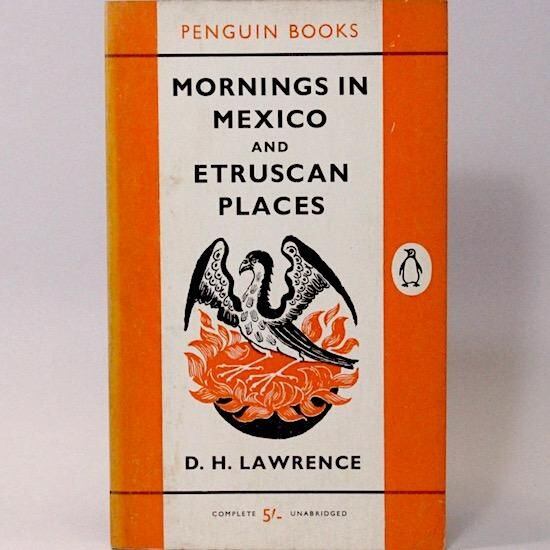 PENGUIN BOOKS
MORNINGS IN
MEXICO
AND
ETRUSCAN
PLACES
D. H. LAWRENCE
COMPLETE 5/- UNABRIDGED